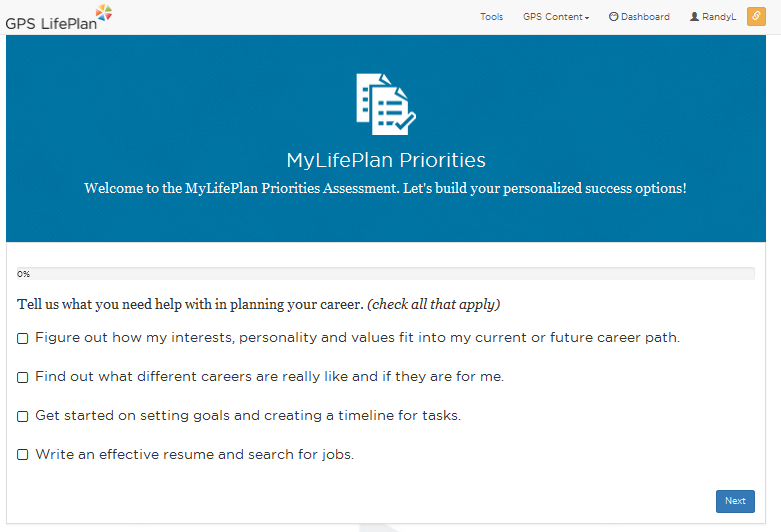 GPS LifePlan
Tools GPS Content Dashboard RandyL
MyLifePlan Priorities
Welcome to the MyLifePlan Priorities Assessment. Let's build your personalized success options!
0%
Tell us what you need help with in planning your career. (check all that apply)
Figure out how my interests, personality and values fit into my current or future career path.
Find out what different careers are really like and if they are for me.
Get started on setting goals and creating a timeline for tasks.
Write an effective resume and search for jobs.
Next